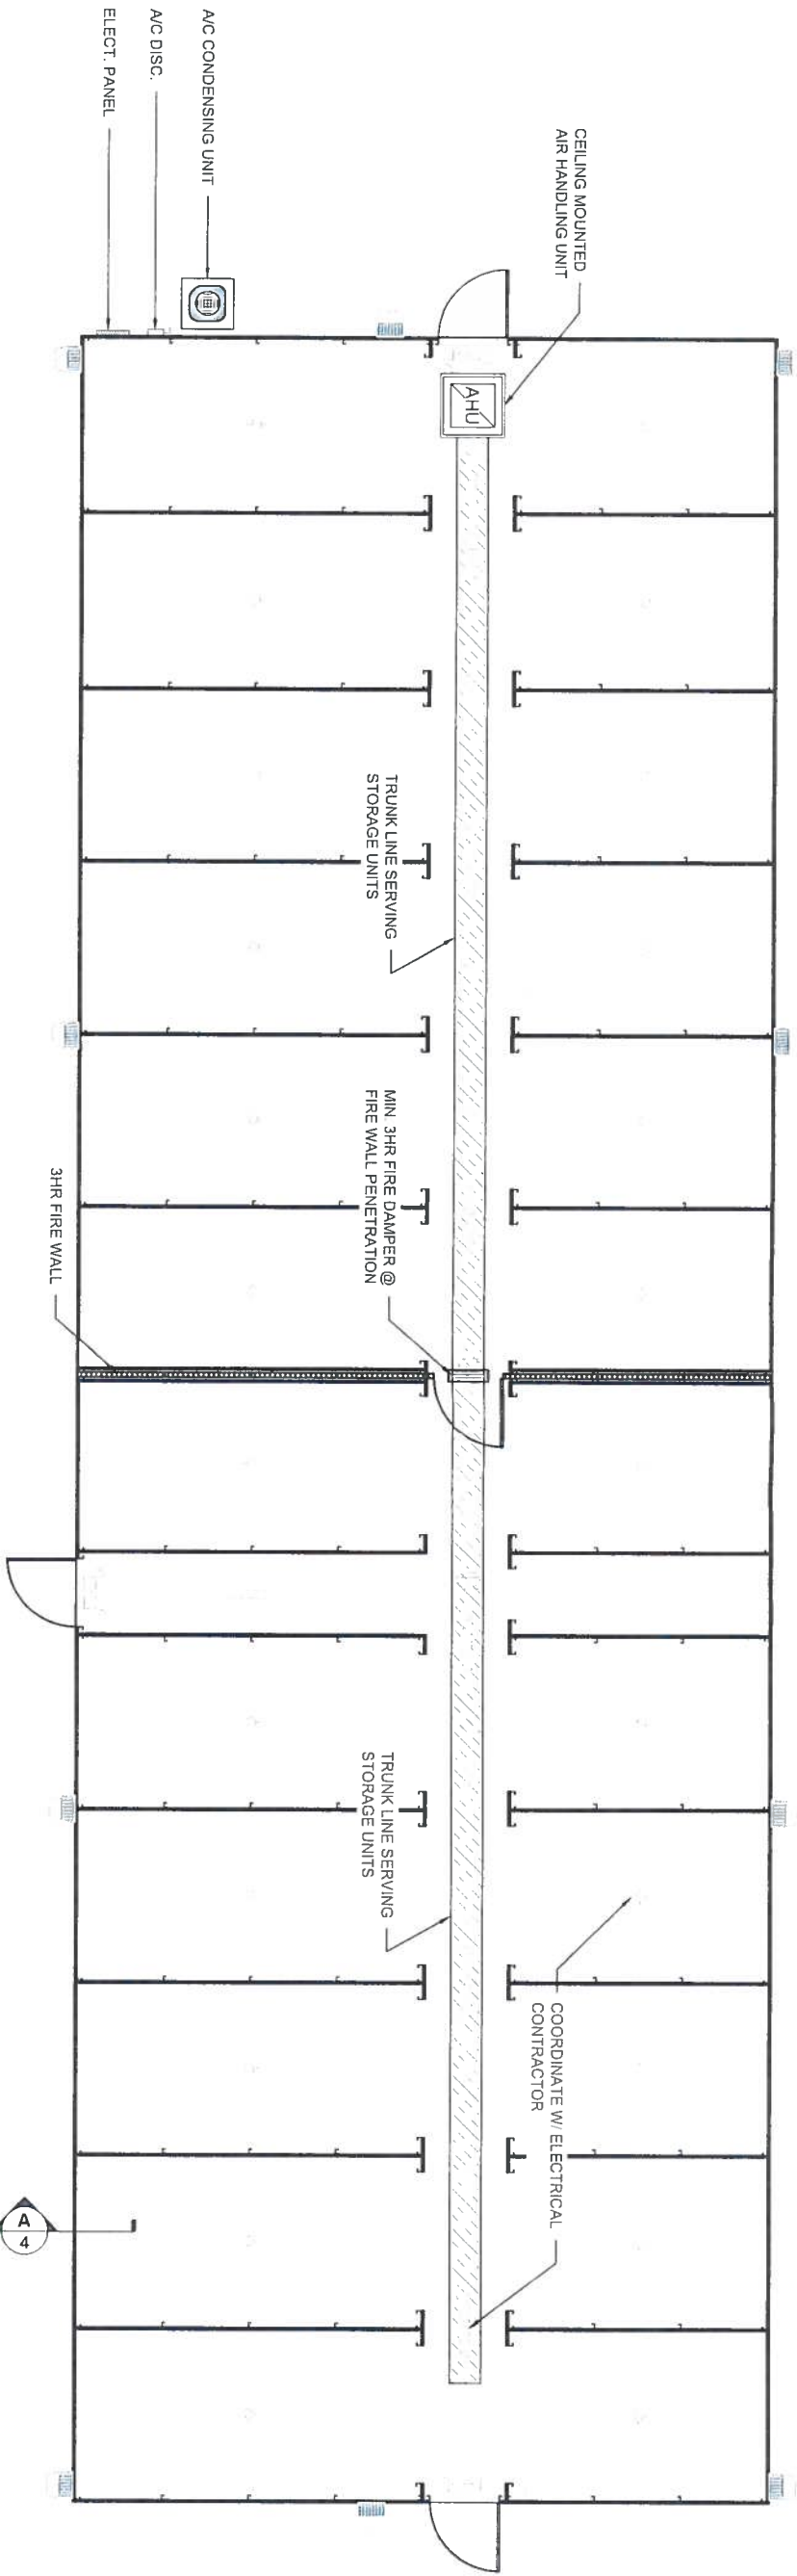 CEILING MOUNTED
AIR HANDLING UNIT
A/C CONDENSING UNIT
A/C DISC.
ELECT. PANEL
AHU
TRUNK LINE SERVING
STORAGE UNITS
MIN. 3HR FIRE DAMPER @
FIRE WALL PENETRATION
3HR FIRE WALL
TRUNK LINE SERVING
STORAGE UNITS
COORDINATE W/ ELECTRICAL
CONTRACTOR
A
4